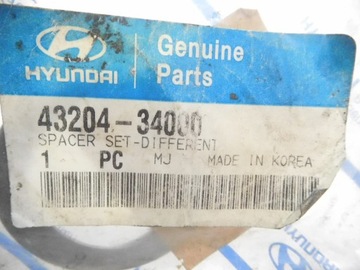 HYUNDAI
Genuine
Parts
43204-34000
SPACER SET-DIFFERENT
1 PC MJ MADE IN KOREA